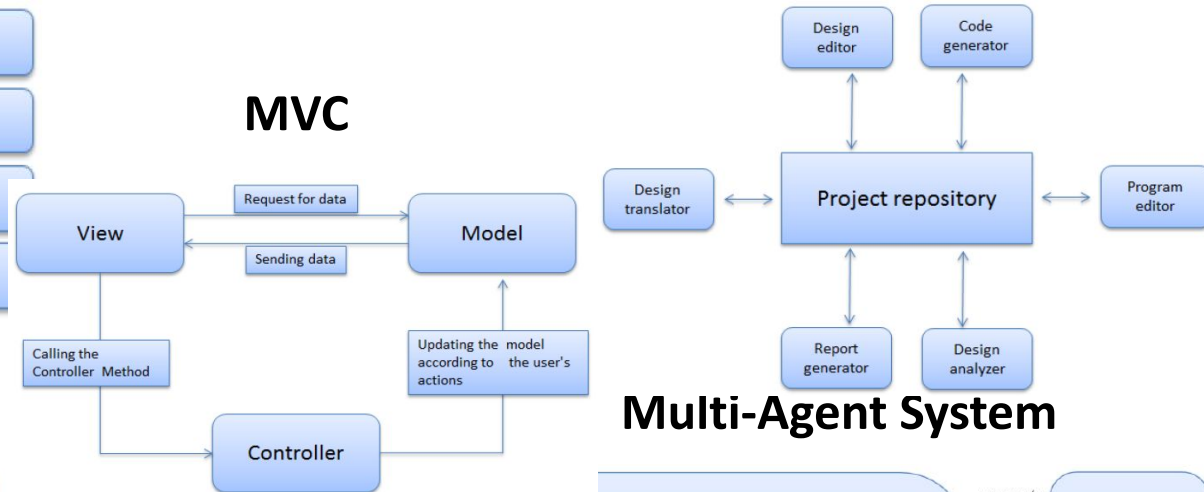 MVC
View
Request for data
Sending data
Model
Calling the
Controller Method
Updating the model
according to the user's
actions
Controller
Design
editor
Code
generator
Design
translator
Project repository
Program
editor
Report
generator
Design
analyzer
Multi-Agent System